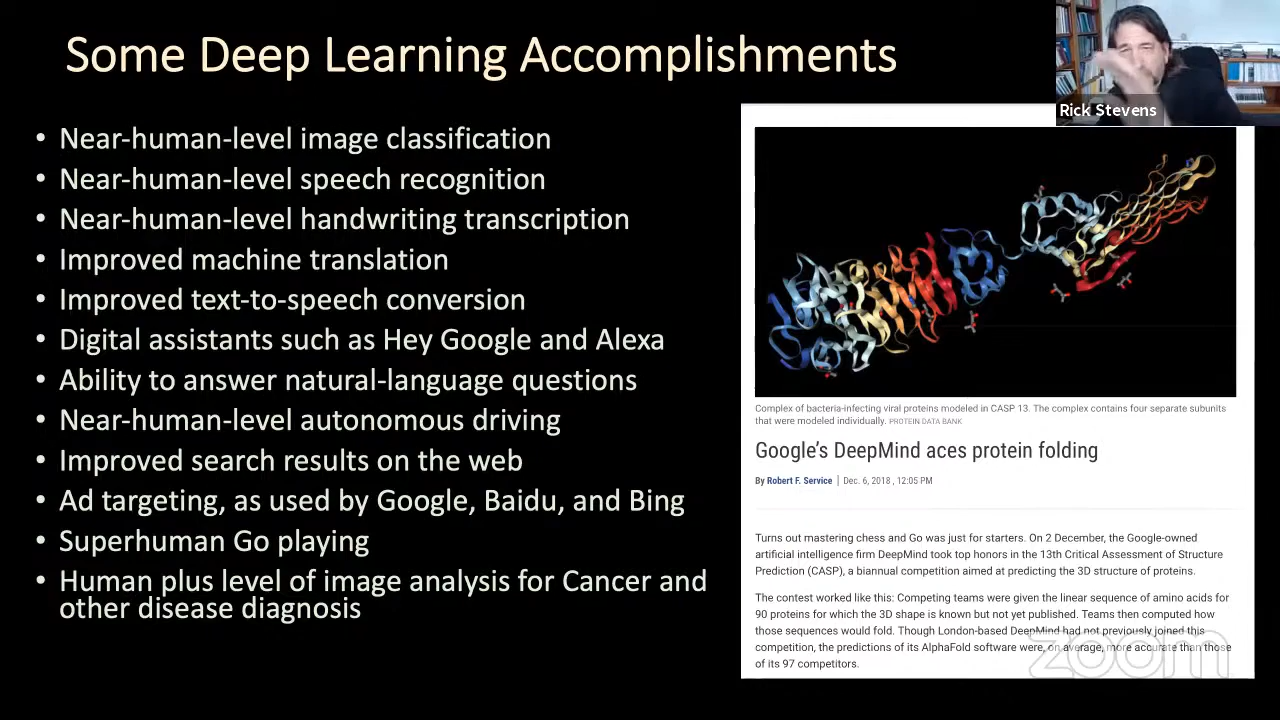 Some Deep Learning Accomplishments
Rick Stevens
• Near-human-level image classification
• Near-human-level speech recognition
• Near-human-level handwriting transcription
• Improved machine translation
• Improved text-to-speech conversion
• Digital assistants such as Hey Google and Alexa
• Ability to answer natural-language questions
• Near-human-level autonomous driving
• Improved search results on the web
• Ad targeting, as used by Google, Baidu, and Bing
• Superhuman Go playing
• Human plus level of image analysis for Cancer and
other disease diagnosis
Complex of bacteria-infecting viral proteins modeled in CASP 13. The complex contains four separate subunits
that were modeled individually. PROTEIN DATA BANK
Google's DeepMind aces protein folding
By Robert F. Service | Dec. 6, 2018 , 12:05 PM
Turns out mastering chess and Go was just for starters. On 2 December, the Google-owned
artificial intelligence firm DeepMind took top honors in the 13th Critical Assessment of Structure
Prediction (CASP), a biannual competition aimed at predicting the 3D structure of proteins.
The contest worked like this: Competing teams were given the linear sequence of amino acids for
90 proteins for which the 3D shape is known but not yet published. Teams then computed how
those sequences would fold. Though London-based DeepMind had not previously joined this
competition, the predictions of its AlphaFold software were, on average, more accurate than those
of its 97 competitors.
zoom